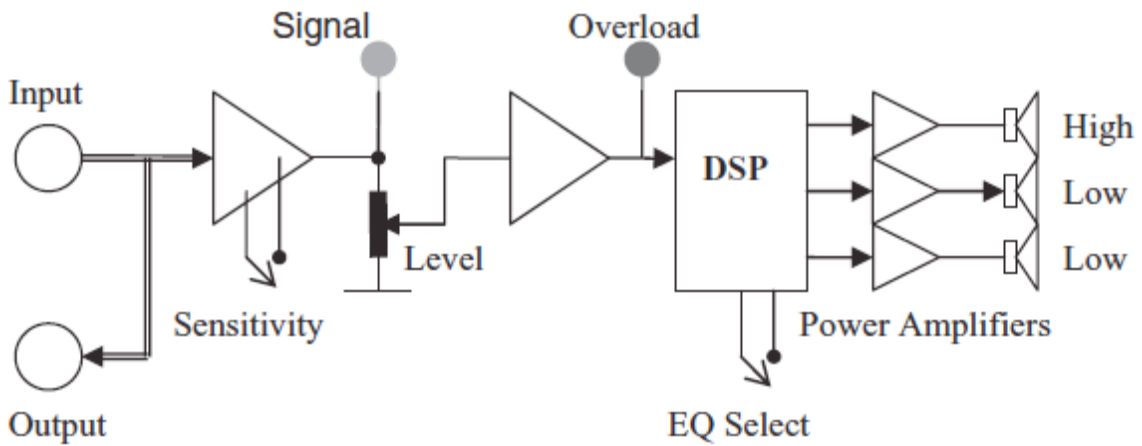 Signal
Overload
Input
High
DSP
Low
Level
Low
Sensitivity
Power Amplifiers
Output
EQ Select